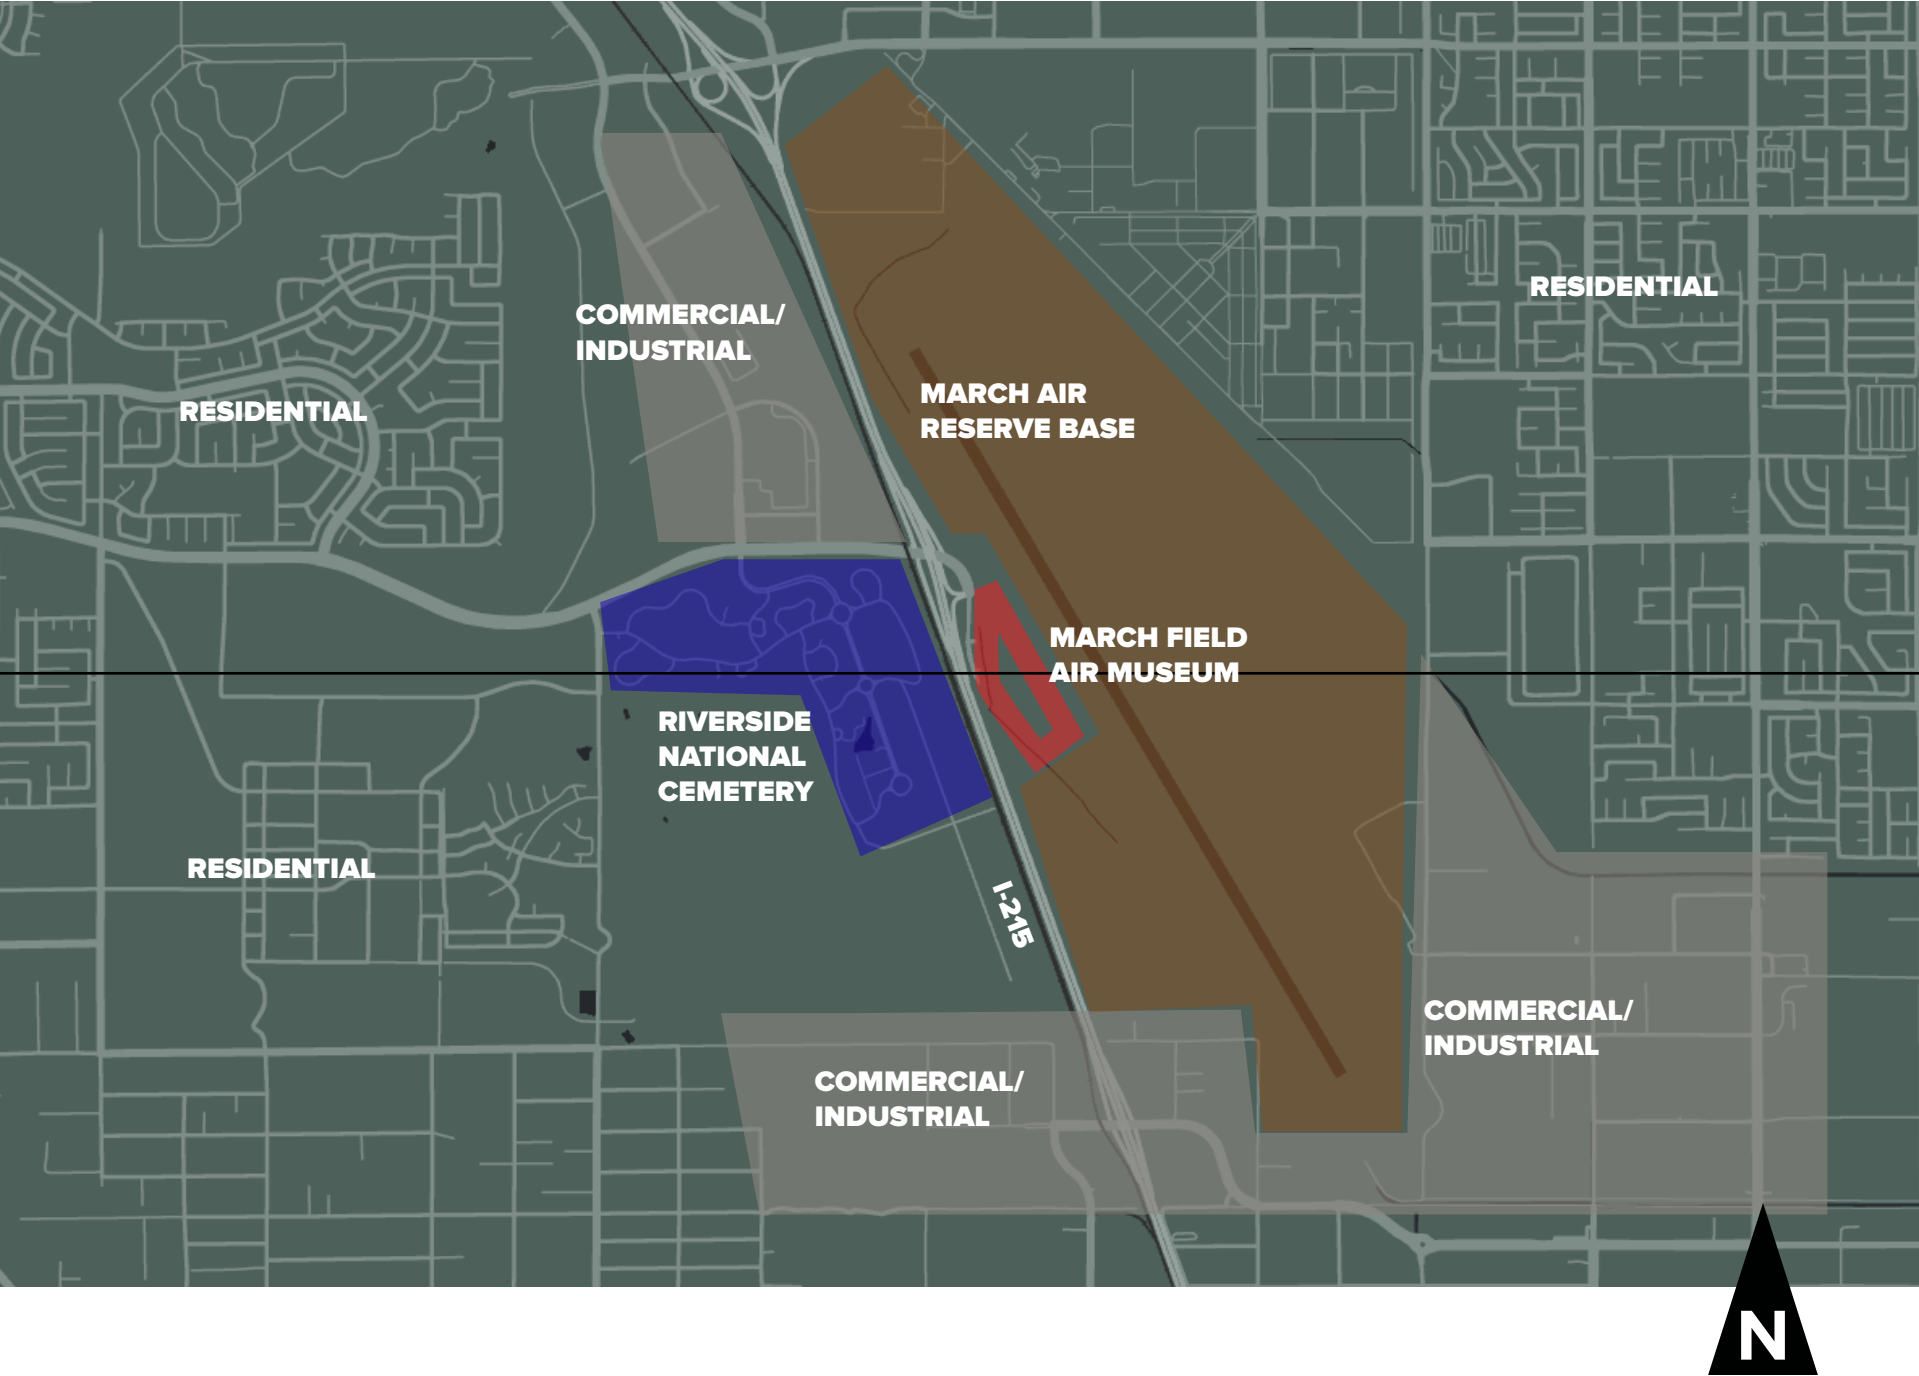 COMMERCIAL/
INDUSTRIAL
RESIDENTIAL
RESIDENTIAL
MARCH AIR
RESERVE BASE
MARCH FIELD
AIR MUSEUM
RIVERSIDE
NATIONAL
CEMETERY
RESIDENTIAL
I-215
COMMERCIAL/
INDUSTRIAL
COMMERCIAL/
INDUSTRIAL
N